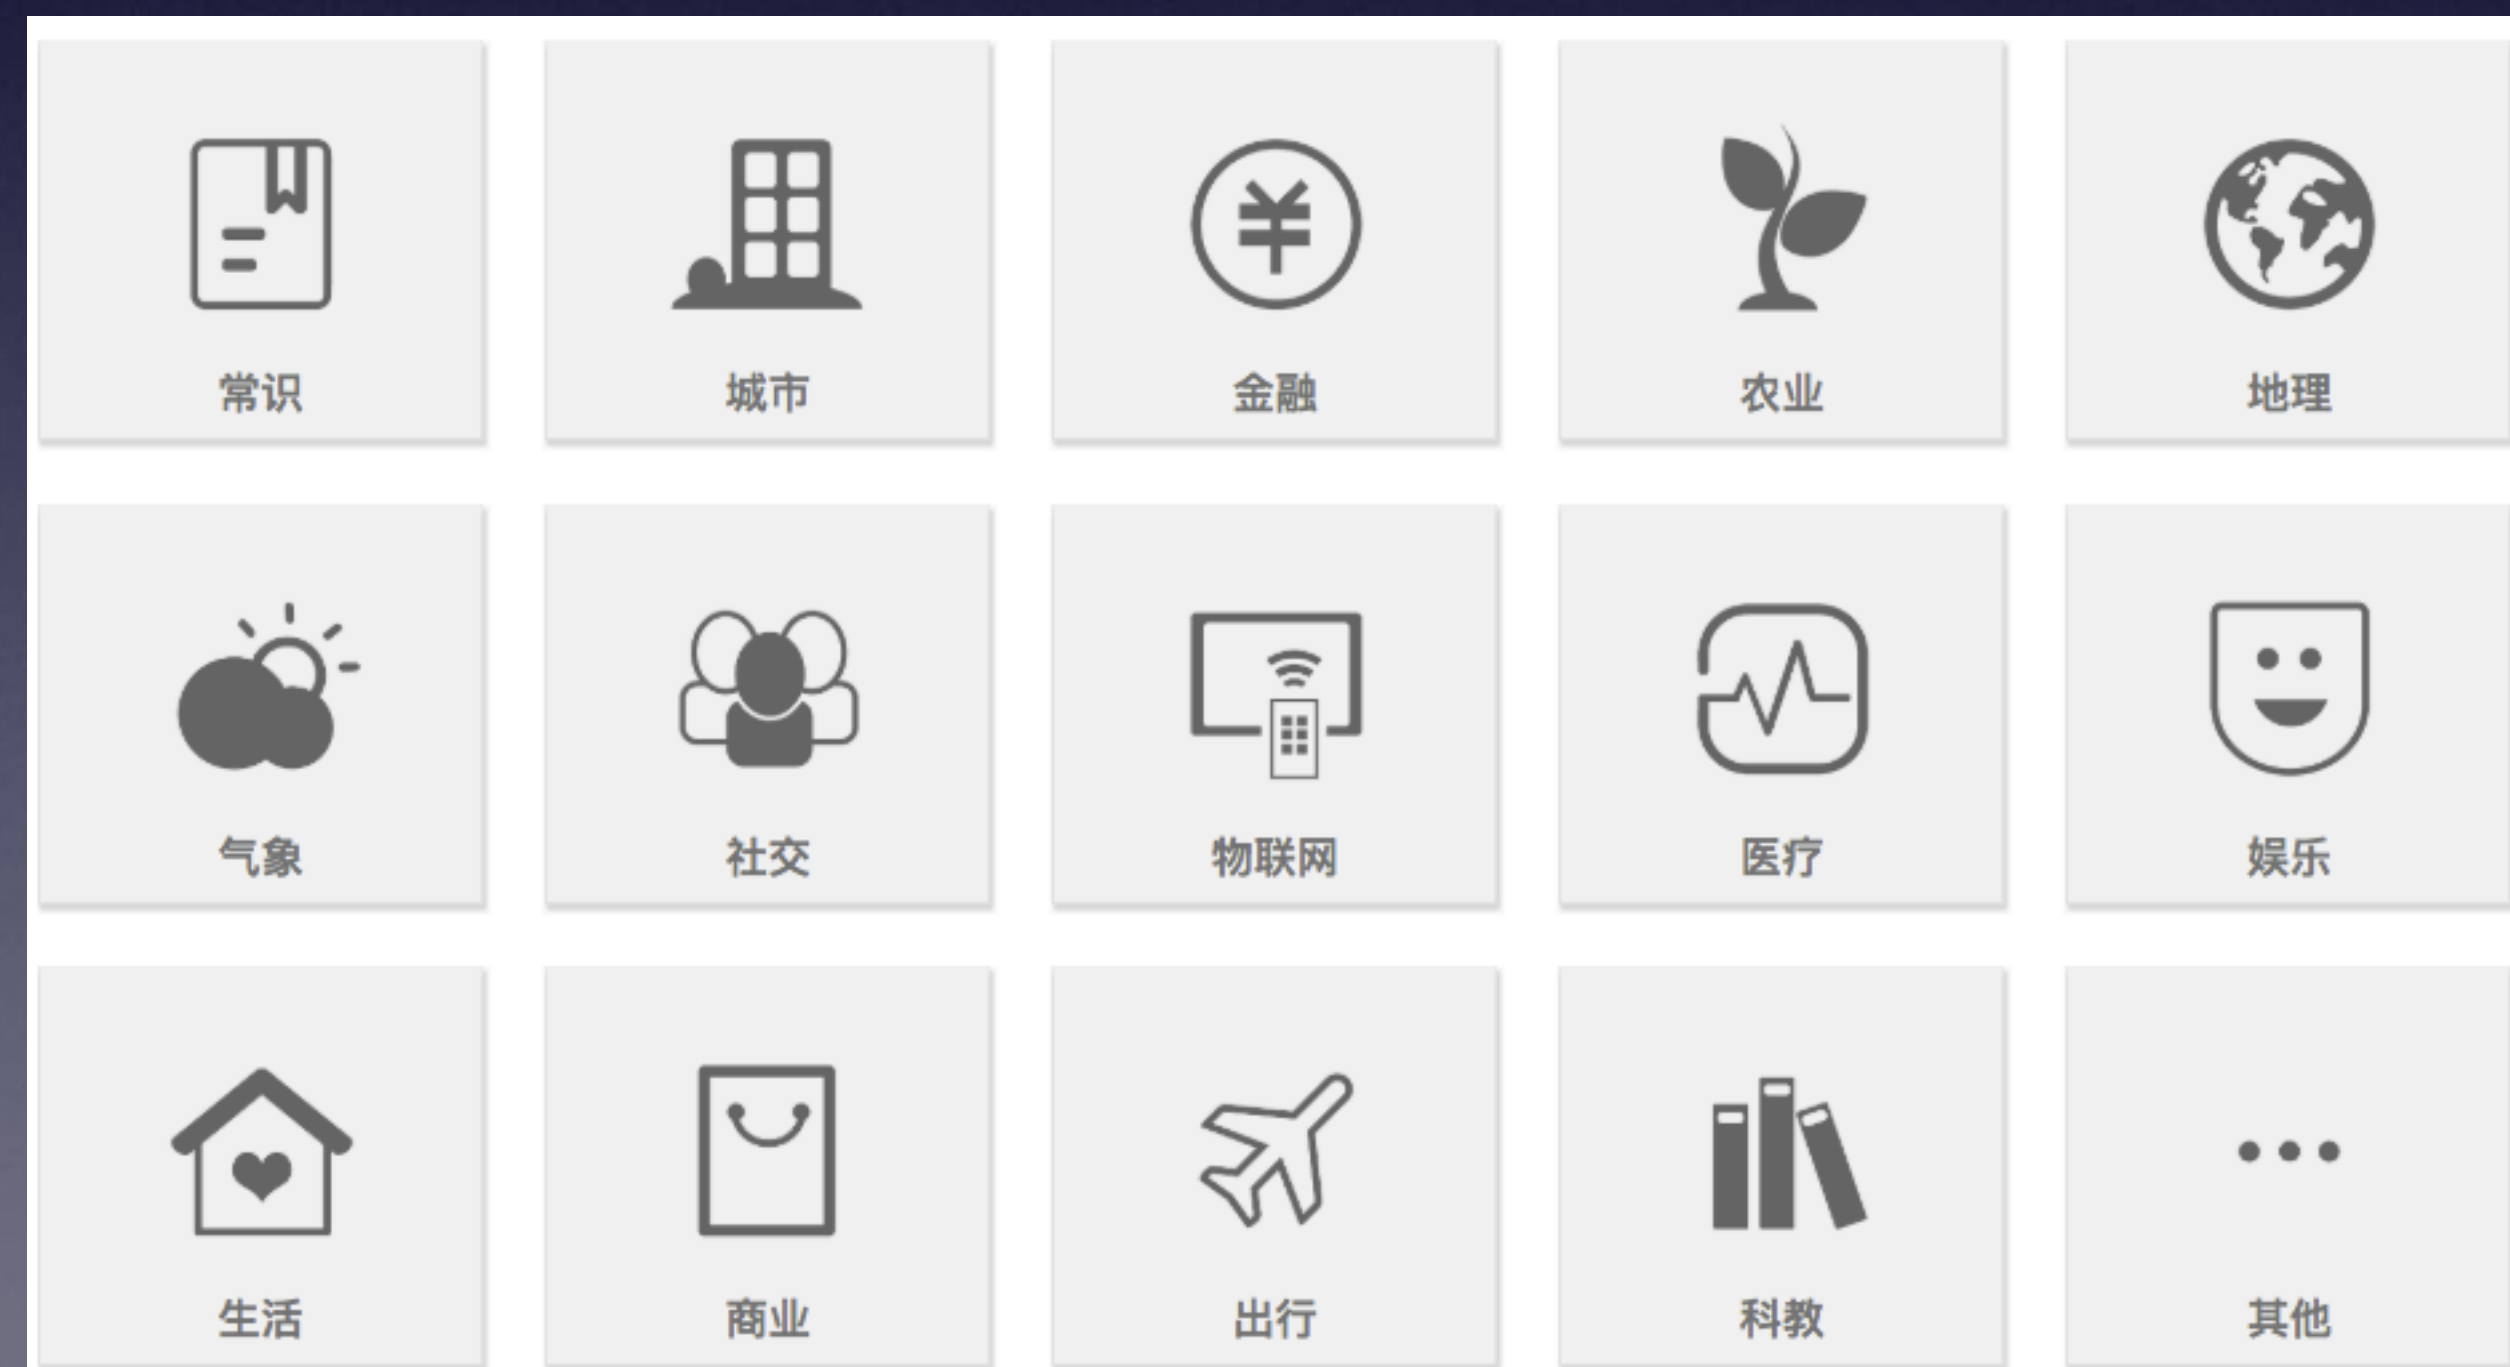 常识
城市
金融
农业
地理
气象
社交
物联网
医疗
娱乐
生活
商业
出行
科教
其他